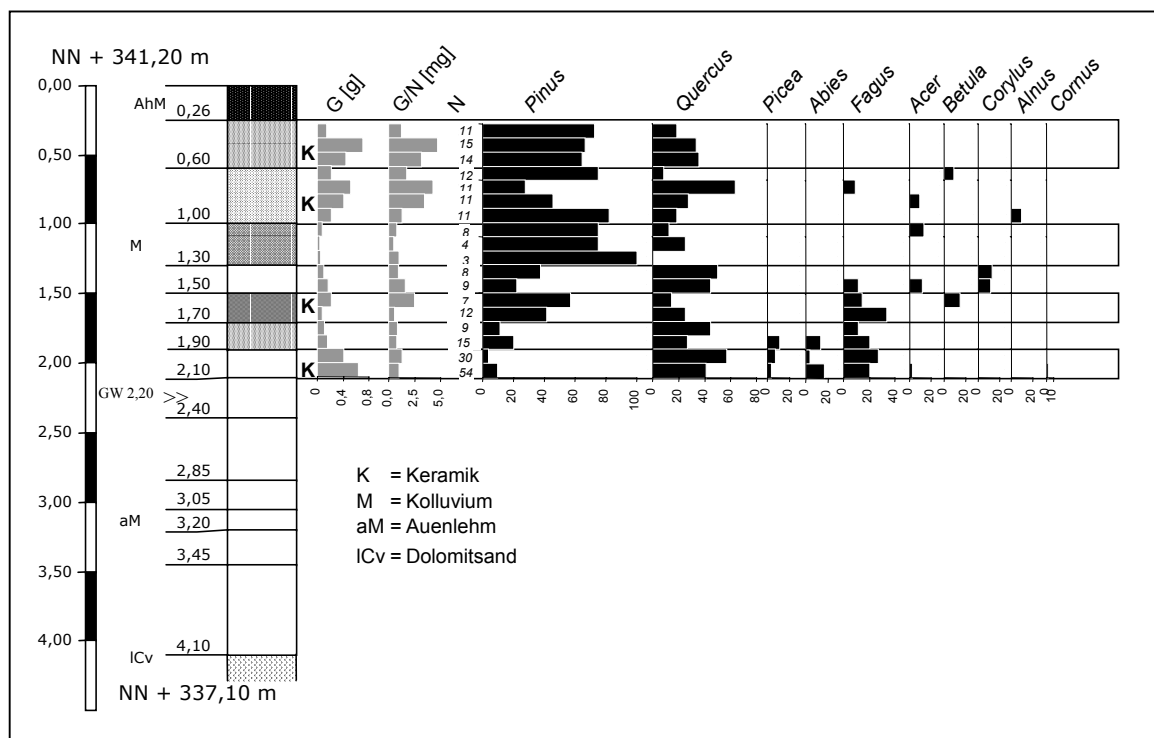 NN + 341,20 m
G [g] G/N [mg] N Pinus Quercus Picea Abies Fagus Acer Betula Corylus Alnus Cornus
0,00
AhM 0,26
11
15
0,50 0,60 K 14
12
11
K 11
1,00 1,00 11
8
M 4
1,30 3
8
1,50 1,50 9
K 7
1,70 12
9
1,90 15
2,00 30
2,10 K 54
GW 2,20 >>
0 0,4 0,8 0,0 2,5 5,0 0 20 40 60 80 100 0 20 40 60 80 0 20 0 20 0 20 40 0 20 0 20 0 20 0 20 0 10
2,40
2,50
2,85
K = Keramik
3,00 3,05
M = Kolluvium
aM 3,20
aM = Auenlehm
3,45
lCv = Dolomitsand
3,50
4,00 4,10
lCv
NN + 337,10 m